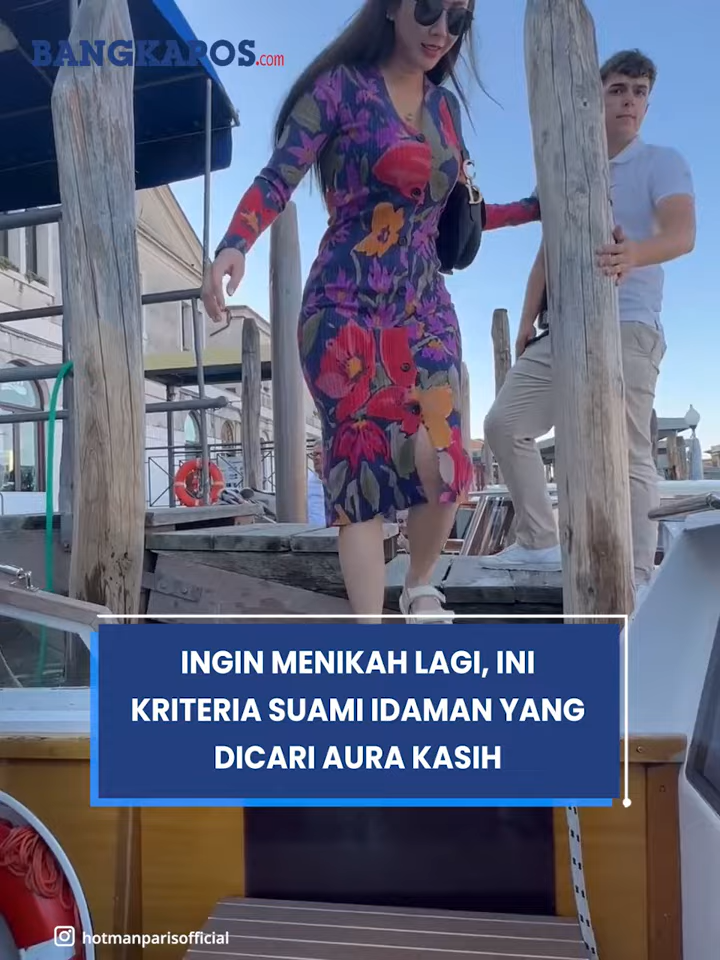 BANGKAPOS.com
INGIN MENIKAH LAGI, INI
KRITERIA SUAMI IDAMAN YANG
DICARI AURA KASIH
hotmanparisofficial